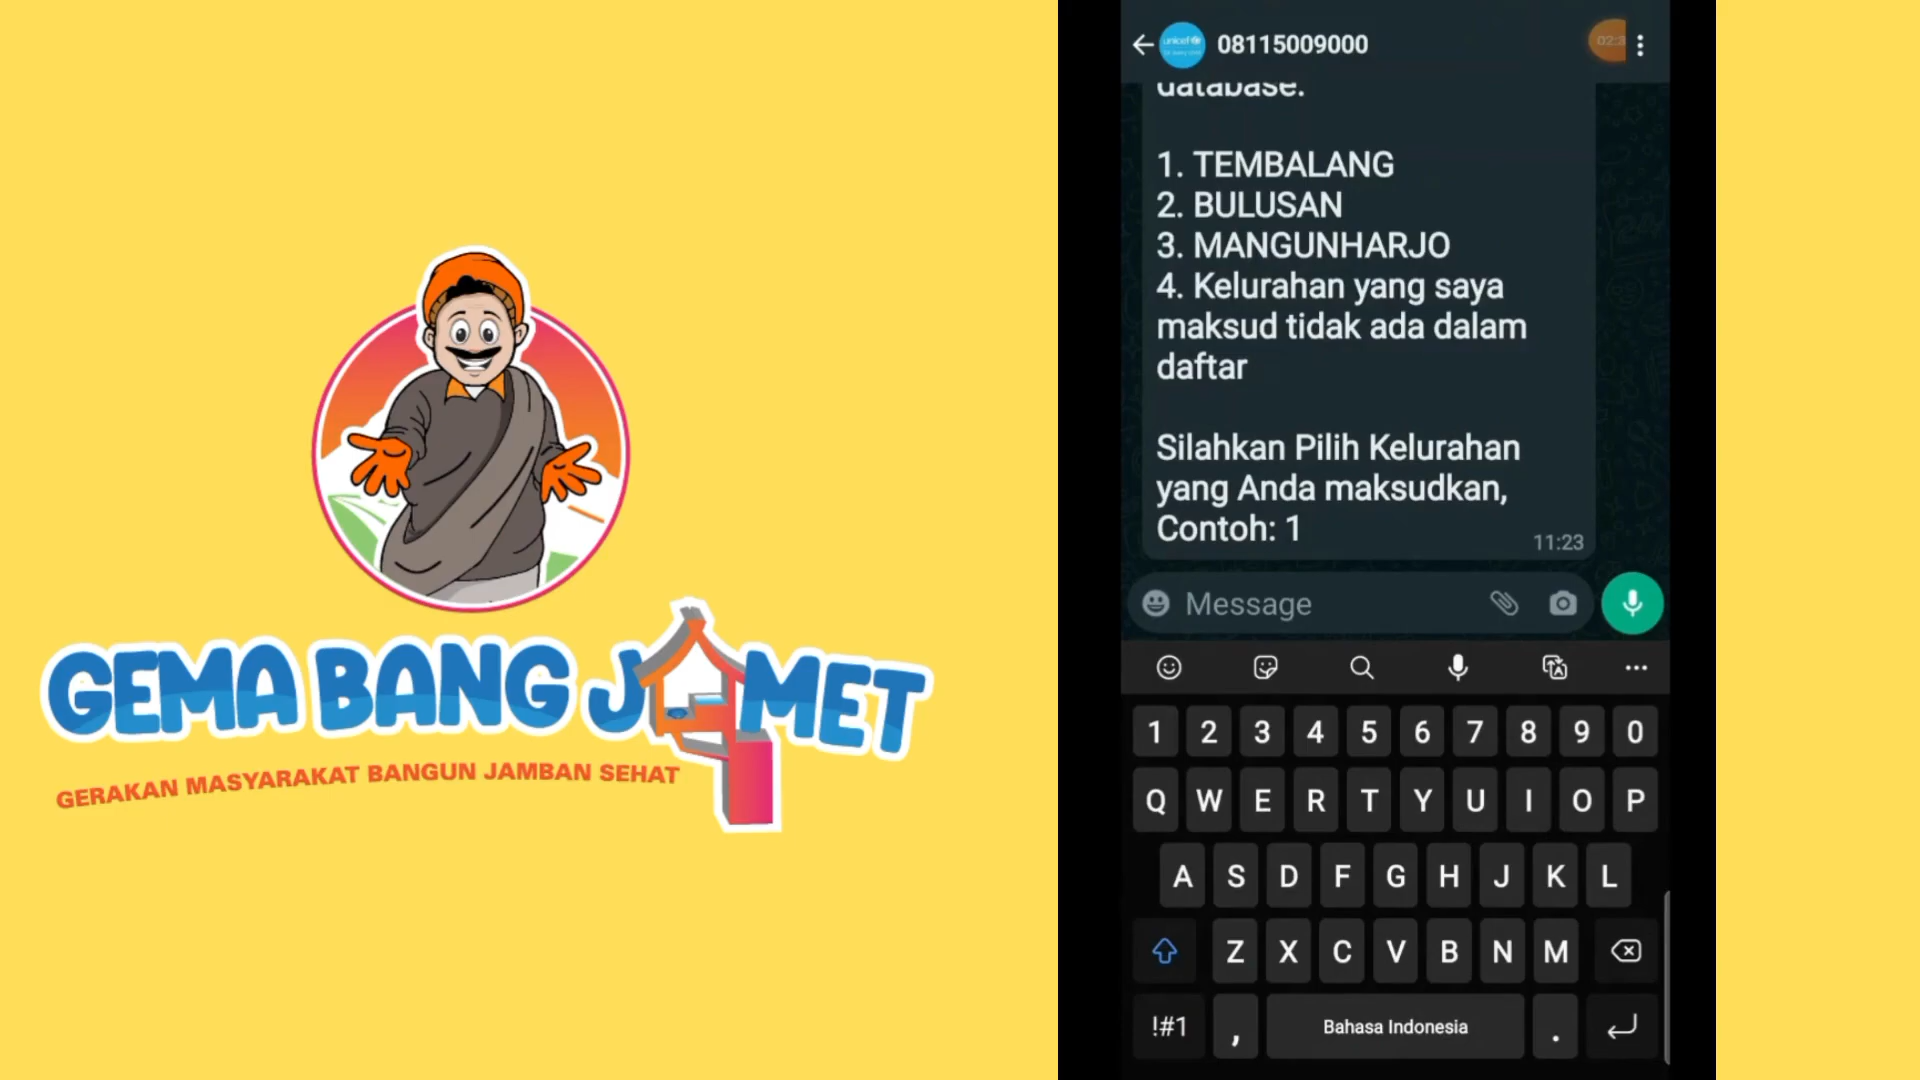 GEMA BANG JAMET
GERAKAN MASYARAKAT BANGUN JAMBAN SEHAT
unicef
08115009000
database.
1. TEMBALANG
2. BULUSAN
3. MANGUNHARJO
4. Kelurahan yang saya
maksud tidak ada dalam
daftar
Silahkan Pilih Kelurahan
yang Anda maksudkan,
Contoh: 1
11:23
Message
1 2 3 4 5 6 7 8 9 0
Q W E R T Y U I O P
A S D F G H J K L
Z X C V B N M
!#1 , Bahasa Indonesia .